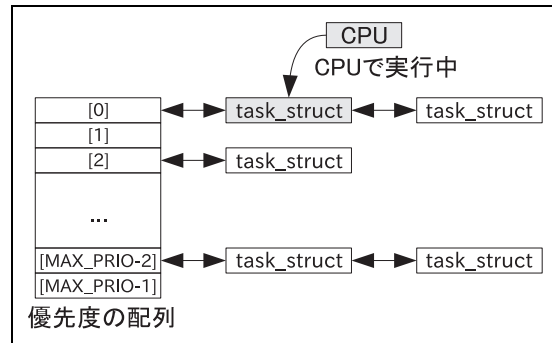 CPU
CPUで実行中
[0] task_struct task_struct
[1]
[2] task_struct
...
[MAX_PRIO-2] task_struct task_struct
[MAX_PRIO-1]
優先度の配列